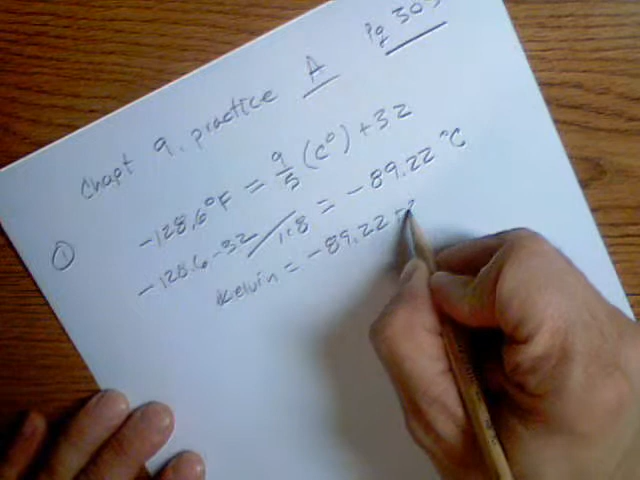 Chapt 9, practice A Pg 309
① -128.6°F = 9/5 (C°) + 32
-128.6 - 32 / 1.8 = -89.22 °C
Kelvin = -89.22 +